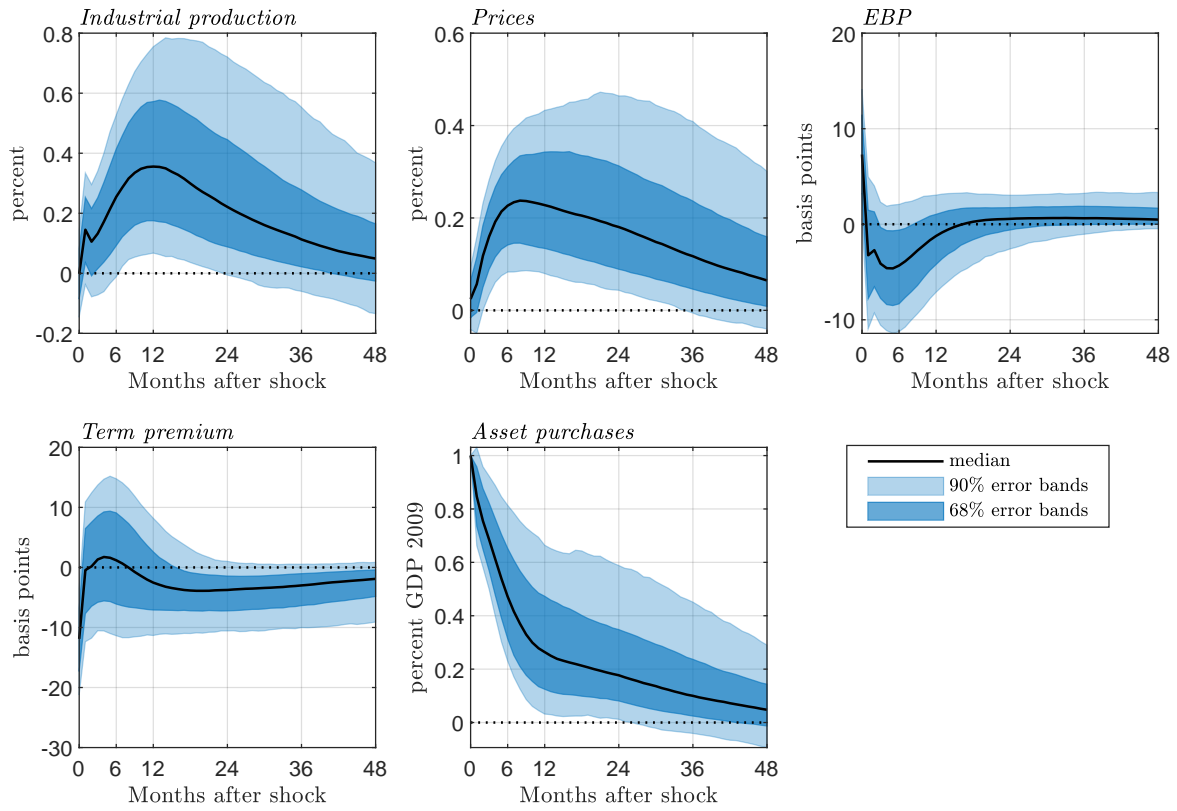 Industrial production
0.8
0.6
0.4
0.2
0
-0.2
percent
0 6 12 24 36 48
Months after shock
Prices
0.6
0.4
0.2
0
percent
0 6 12 24 36 48
Months after shock
EBP
20
10
0
-10
basis points
0 6 12 24 36 48
Months after shock
Term premium
20
10
0
-10
-20
-30
basis points
0 6 12 24 36 48
Months after shock
Asset purchases
1
0.8
0.6
0.4
0.2
0
percent GDP 2009
0 6 12 24 36 48
Months after shock
median
90% error bands
68% error bands